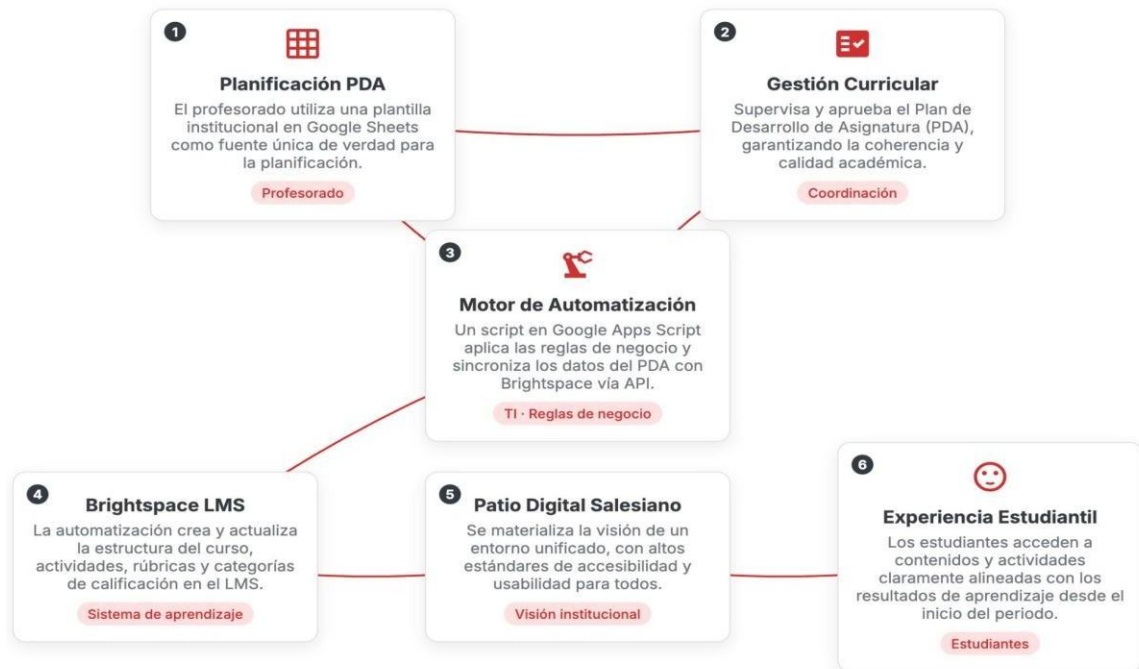 1
Planificación PDA
El profesorado utiliza una plantilla
institucional en Google Sheets
como fuente única de verdad para
la planificación.
Profesorado
2
Gestión Curricular
Supervisa y aprueba el Plan de
Desarrollo de Asignatura (PDA),
garantizando la coherencia y
calidad académica.
Coordinación
3
Motor de Automatización
Un script en Google Apps Script
aplica las reglas de negocio y
sincroniza los datos del PDA con
Brightspace vía API.
TI · Reglas de negocio
4
Brightspace LMS
La automatización crea y actualiza
la estructura del curso,
actividades, rúbricas y categorías
de calificación en el LMS.
Sistema de aprendizaje
5
Patio Digital Salesiano
Se materializa la visión de un
entorno unificado, con altos
estándares de accesibilidad y
usabilidad para todos.
Visión institucional
6
Experiencia Estudiantil
Los estudiantes acceden a
contenidos y actividades
claramente alineadas con los
resultados de aprendizaje desde el
inicio del periodo.
Estudiantes